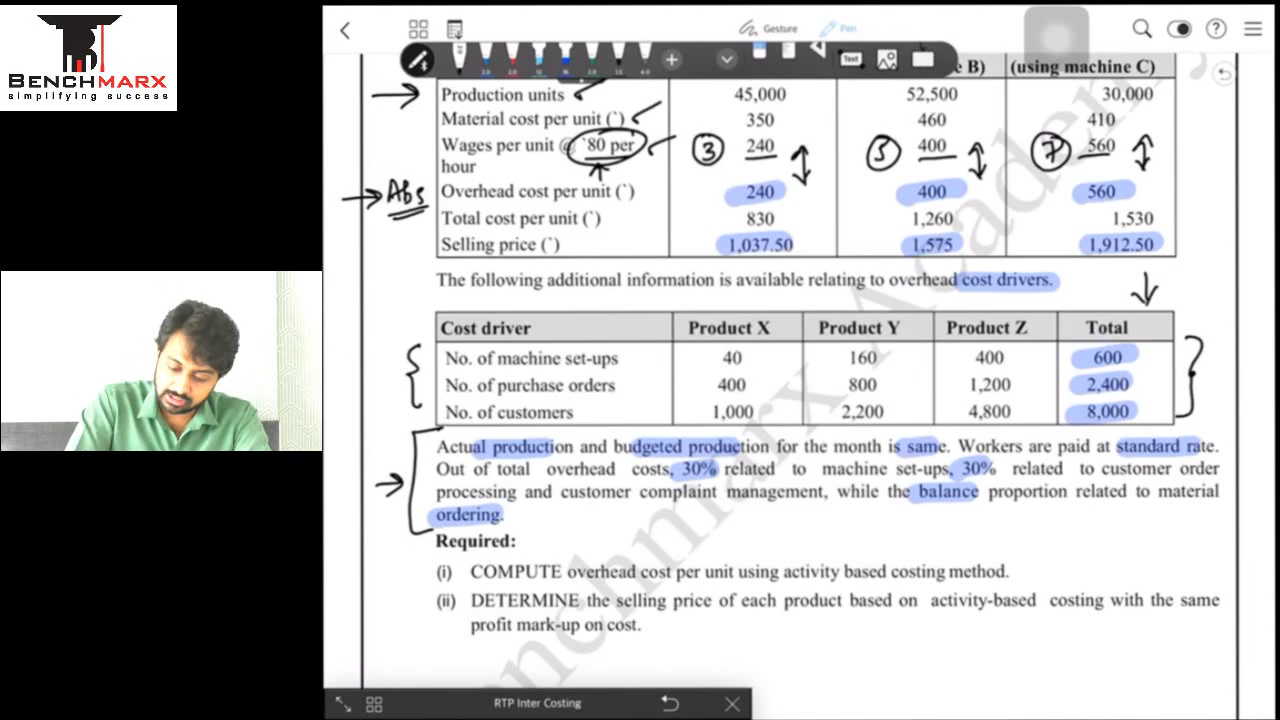 BENCHMARX
simplifying success
Gesture
Pen
Text
e B)
(using machine C)
Production units 45,000 52,500 30,000
Material cost per unit (`) 350 460 410
Wages per unit @ `80 per hour 3 240 5 400 7 560
Abs
Overhead cost per unit (`) 240 400 560
Total cost per unit (`) 830 1,260 1,530
Selling price (`) 1,037.50 1,575 1,912.50
The following additional information is available relating to overhead cost drivers.
Cost driver Product X Product Y Product Z Total
No. of machine set-ups 40 160 400 600
No. of purchase orders 400 800 1,200 2,400
No. of customers 1,000 2,200 4,800 8,000
Actual production and budgeted production for the month is same. Workers are paid at standard rate.
Out of total overhead costs, 30% related to machine set-ups, 30% related to customer order
processing and customer complaint management, while the balance proportion related to material
ordering.
Required:
(i) COMPUTE overhead cost per unit using activity based costing method.
(ii) DETERMINE the selling price of each product based on activity-based costing with the same
profit mark-up on cost.
Benchmarx Academy
RTP Inter Costing